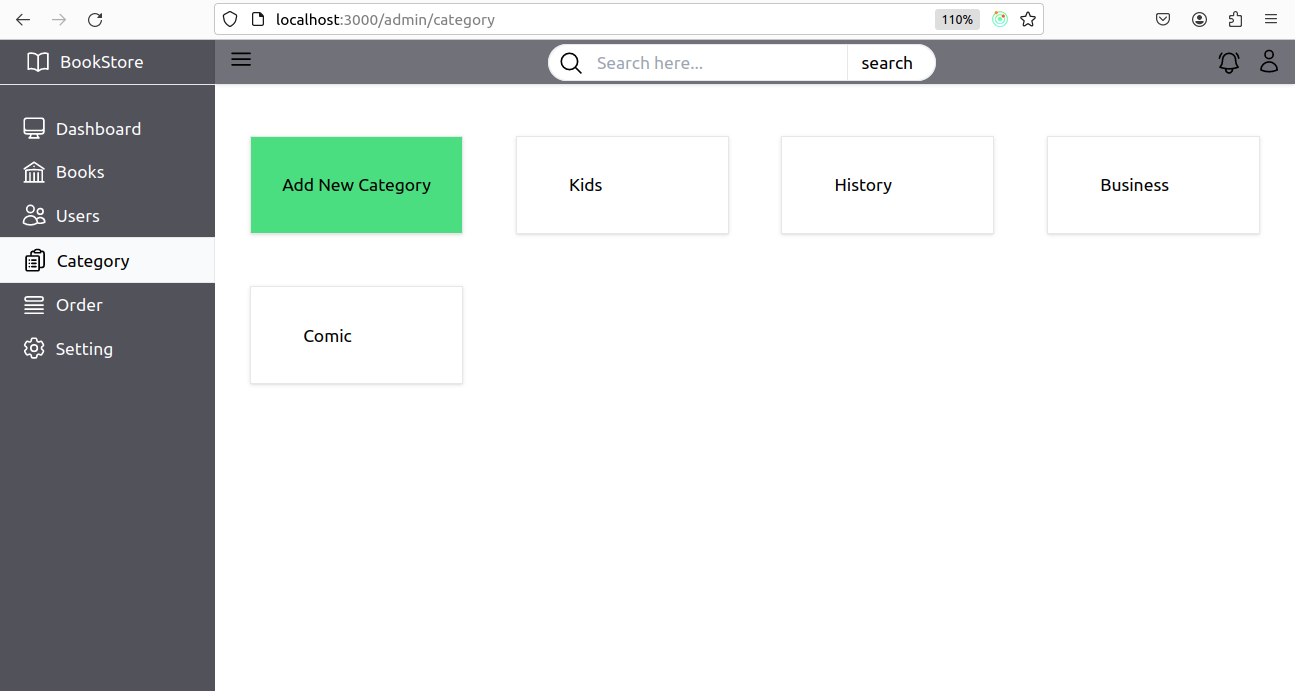 localhost:3000/admin/category
110%
BookStore
Search here...
search
Dashboard
Books
Users
Category
Order
Setting
Add New Category
Kids
History
Business
Comic